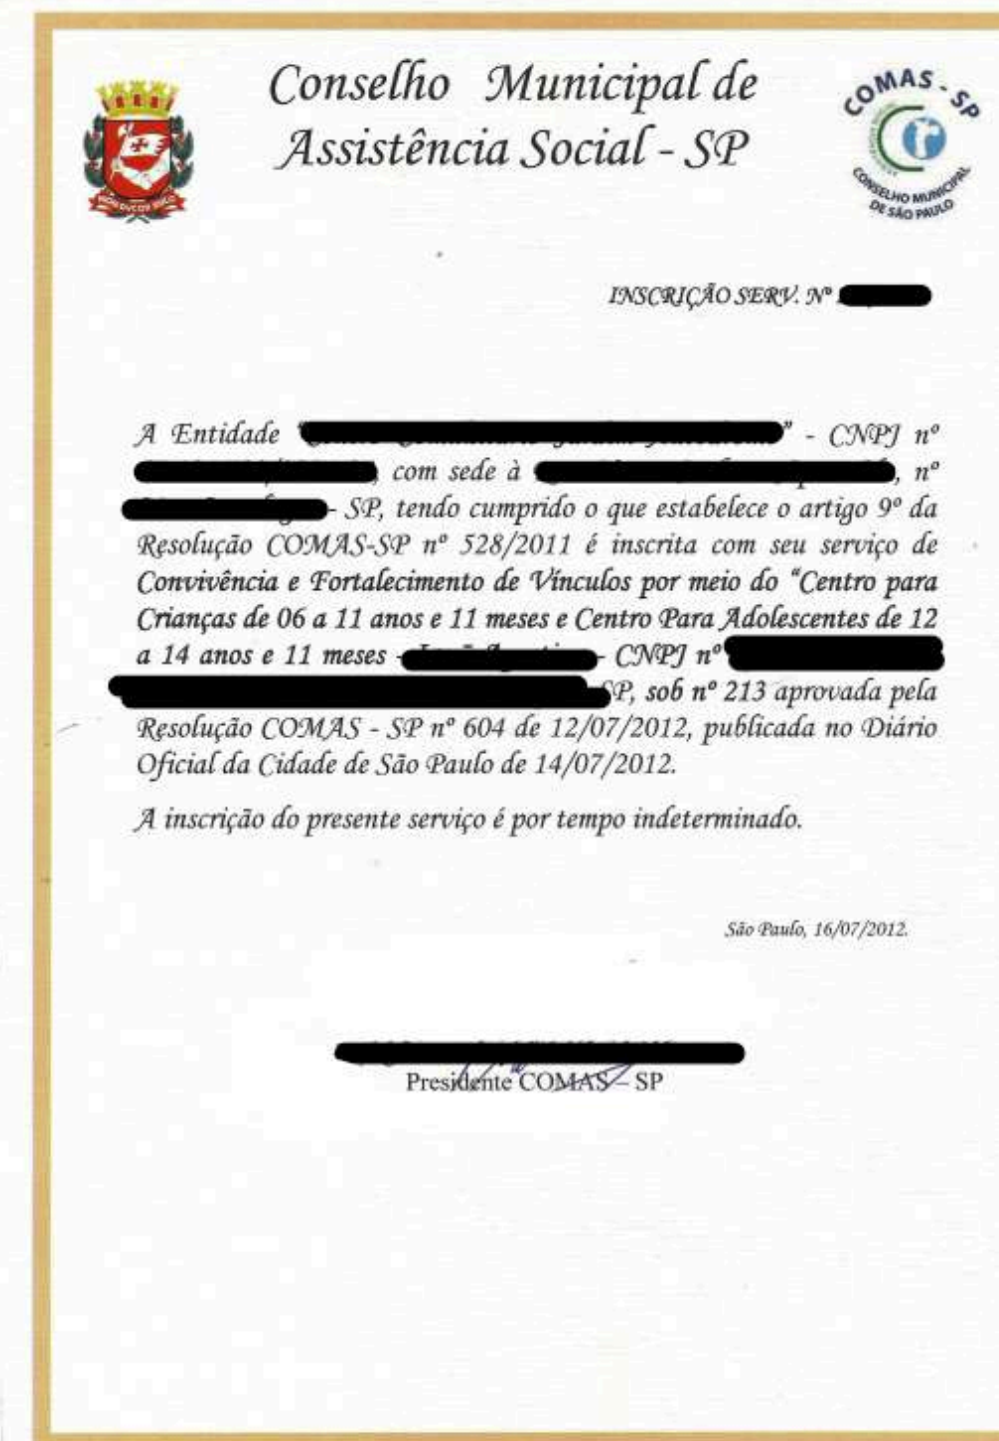 Conselho Municipal de
Assistência Social - SP
COMAS - SP
CONSELHO MUNICIPAL
DE SÃO PAULO
NON DVCOR DVCO
INSCRIÇÃO SERV. Nº
A Entidade " " - CNPJ nº
, com sede à , nº
- SP, tendo cumprido o que estabelece o artigo 9º da
Resolução COMAS-SP nº 528/2011 é inscrita com seu serviço de
Convivência e Fortalecimento de Vínculos por meio do “Centro para
Crianças de 06 a 11 anos e 11 meses e Centro Para Adolescentes de 12
a 14 anos e 11 meses - - CNPJ nº
SP, sob nº 213 aprovada pela
Resolução COMAS - SP nº 604 de 12/07/2012, publicada no Diário
Oficial da Cidade de São Paulo de 14/07/2012.
A inscrição do presente serviço é por tempo indeterminado.
São Paulo, 16/07/2012.
Presidente COMAS – SP